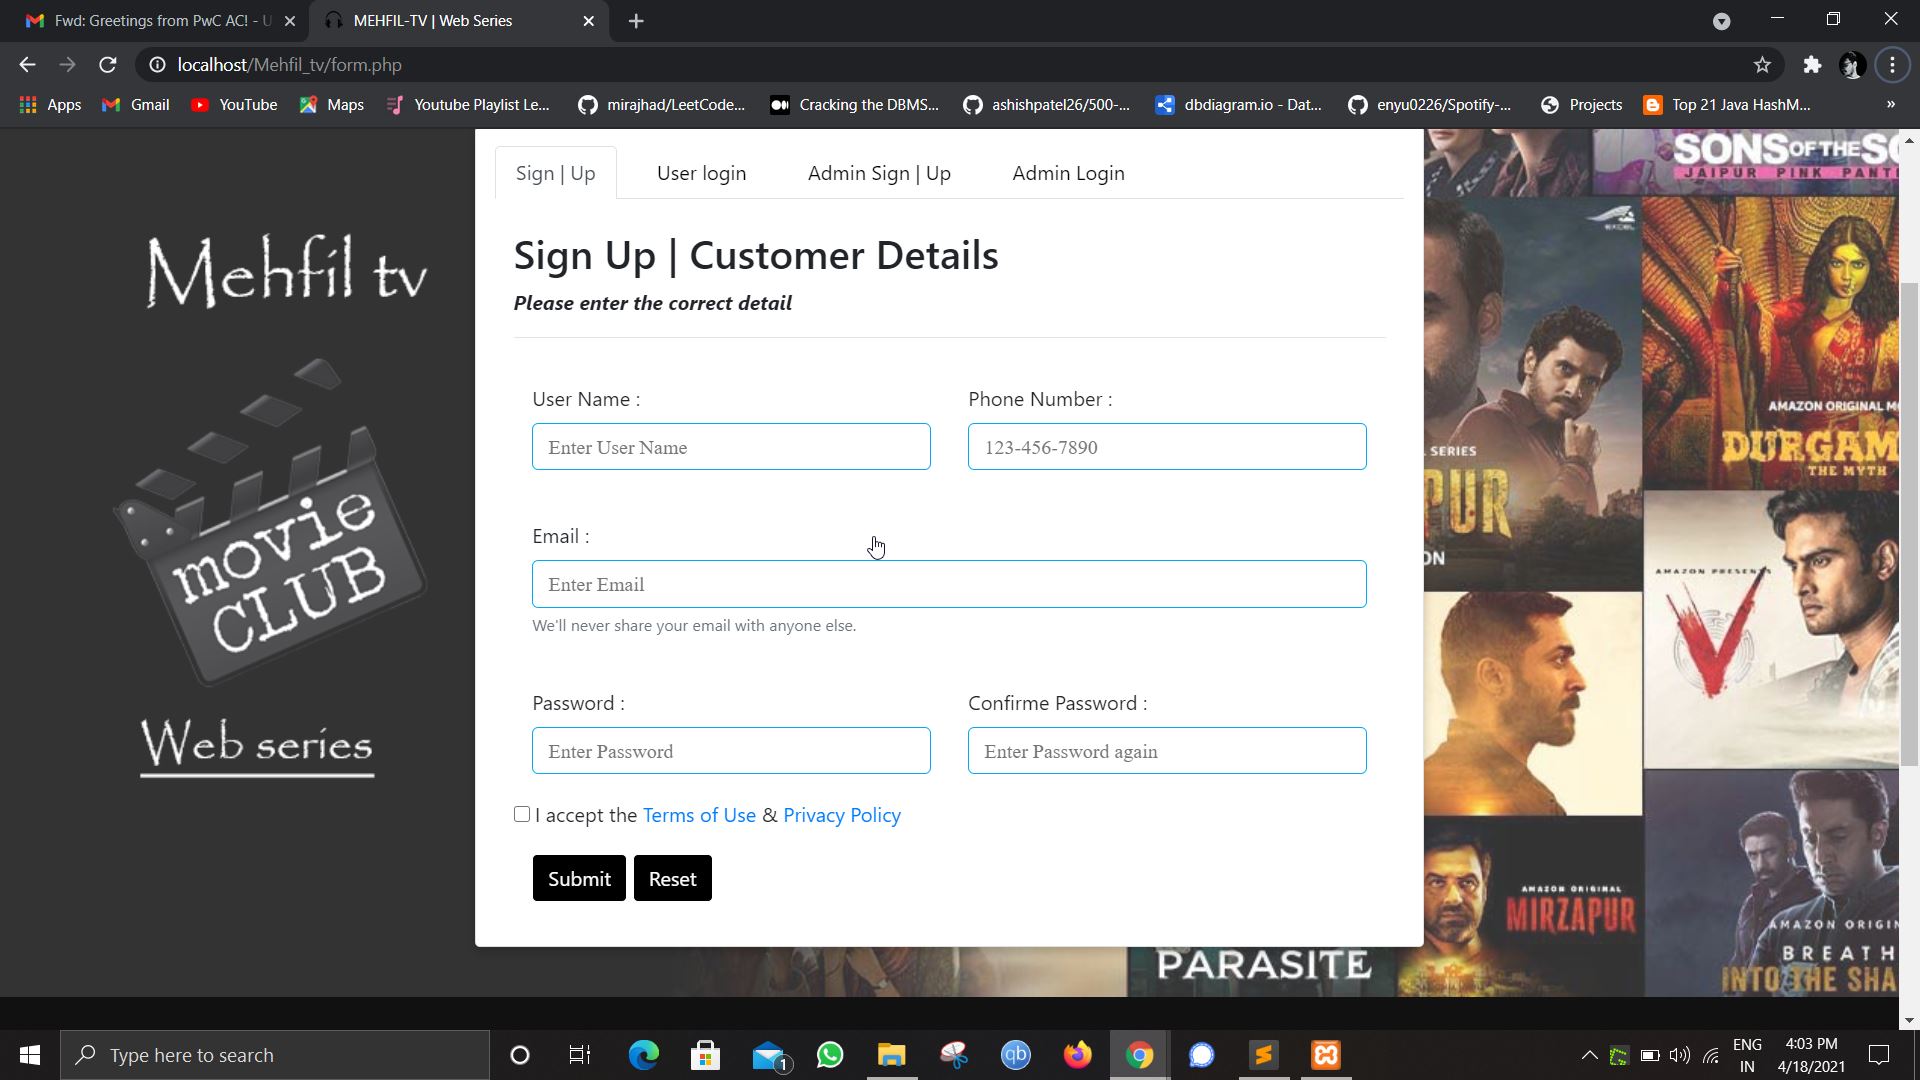 Fwd: Greetings from PwC AC! - U
MEHFIL-TV | Web Series
localhost/Mehfil_tv/form.php
Apps
Gmail
YouTube
Maps
Youtube Playlist Le...
mirajhad/LeetCode...
Cracking the DBMS...
ashishpatel26/500-...
dbdiagram.io - Dat...
enyu0226/Spotify-...
Projects
Top 21 Java HashM...
»
Sign | Up
User login
Admin Sign | Up
Admin Login
Mehfil tv
movie
CLUB
Web series
Sign Up | Customer Details
Please enter the correct detail
User Name :
Phone Number :
Enter User Name
123-456-7890
Email :
Enter Email
We'll never share your email with anyone else.
Password :
Confirme Password :
Enter Password
Enter Password again
I accept the Terms of Use & Privacy Policy
Submit
Reset
SONS OF THE SO
JAIPUR PINK PANT
EXCEL
AMAZON ORIGINAL M
DURGAM
THE MYTH
SERIES
PUR
ON
AMAZON PRESENTS
V
AMAZON ORIGINAL
MIRZAPUR
AMAZON ORIGIN
BREATH
INTO THE SHA
PARASITE
Type here to search
1
qb
ENG
IN
4:03 PM
4/18/2021